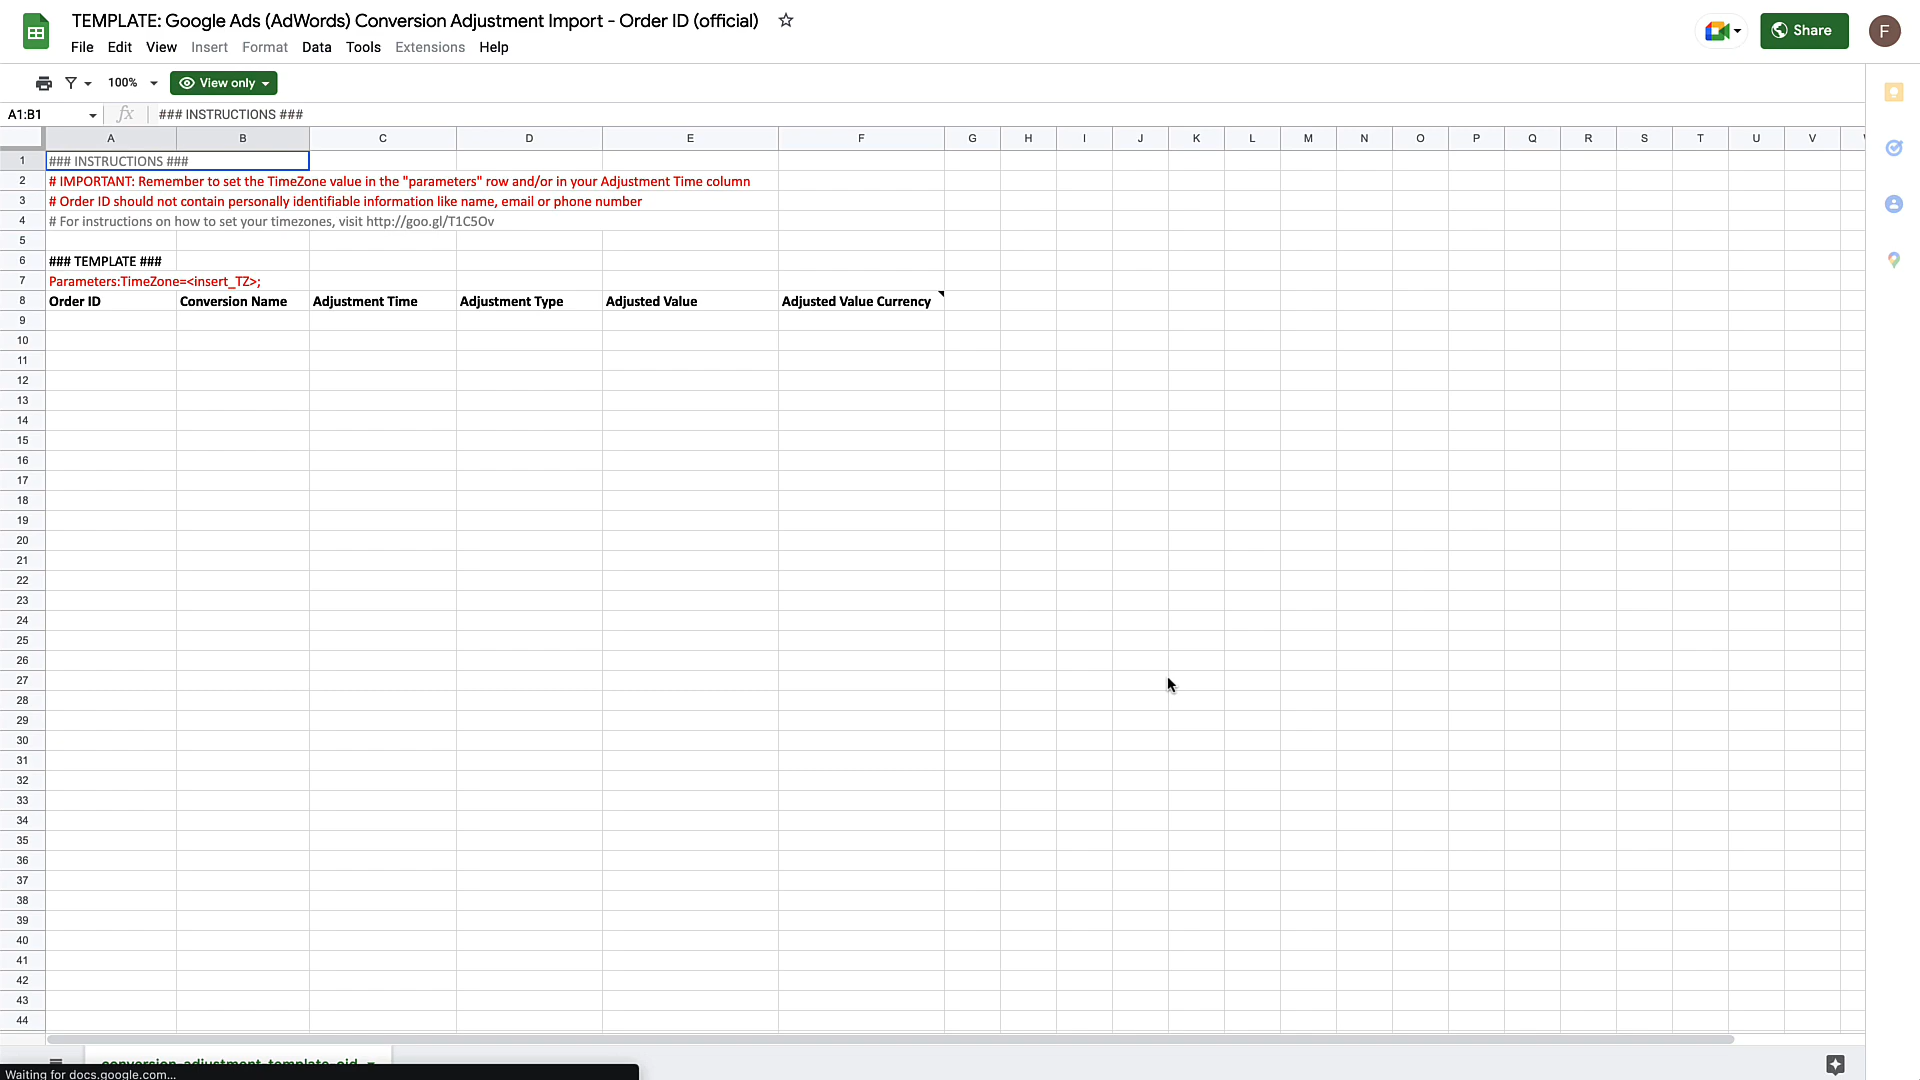 TEMPLATE: Google Ads (AdWords) Conversion Adjustment Import - Order ID (official)
Share
F
File Edit View Insert Format Data Tools Extensions Help
100% View only
A1:B1 fx ### INSTRUCTIONS ###
A B C D E F G H I J K L M N O P Q R S T U V
1 ### INSTRUCTIONS ###
2 # IMPORTANT: Remember to set the TimeZone value in the "parameters" row and/or in your Adjustment Time column
3 # Order ID should not contain personally identifiable information like name, email or phone number
4 # For instructions on how to set your timezones, visit http://goo.gl/T1C5Ov
5
6 ### TEMPLATE ###
7 Parameters:TimeZone=<insert_TZ>;
8 Order ID Conversion Name Adjustment Time Adjustment Type Adjusted Value Adjusted Value Currency
9
10
11
12
13
14
15
16
17
18
19
20
21
22
23
24
25
26
27
28
29
30
31
32
33
34
35
36
37
38
39
40
41
42
43
44
conversion_adjustment_template_oid
Waiting for docs.google.com...